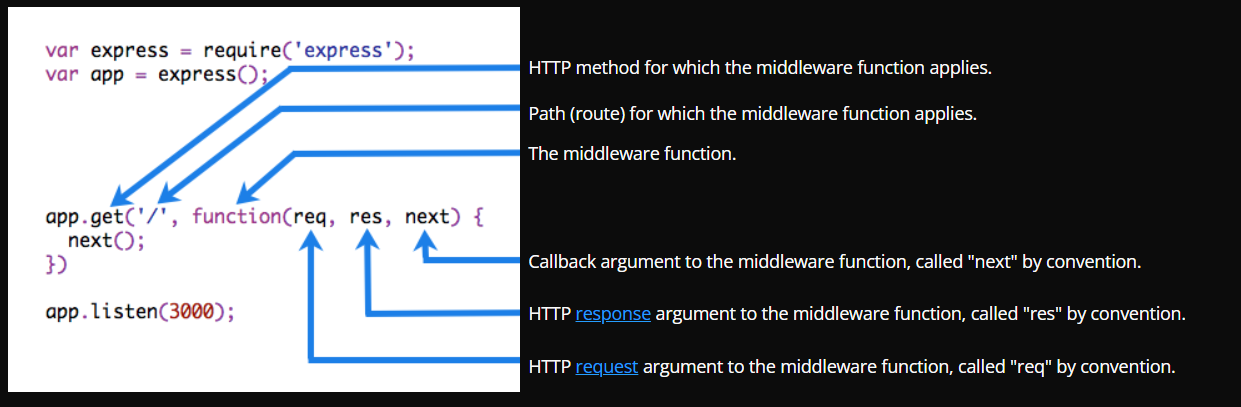 var express = require('express');
var app = express();
HTTP method for which the middleware function applies.
Path (route) for which the middleware function applies.
The middleware function.
app.get('/', function(req, res, next) {
  next();
})
app.listen(3000);
Callback argument to the middleware function, called "next" by convention.
HTTP response argument to the middleware function, called "res" by convention.
HTTP request argument to the middleware function, called "req" by convention.